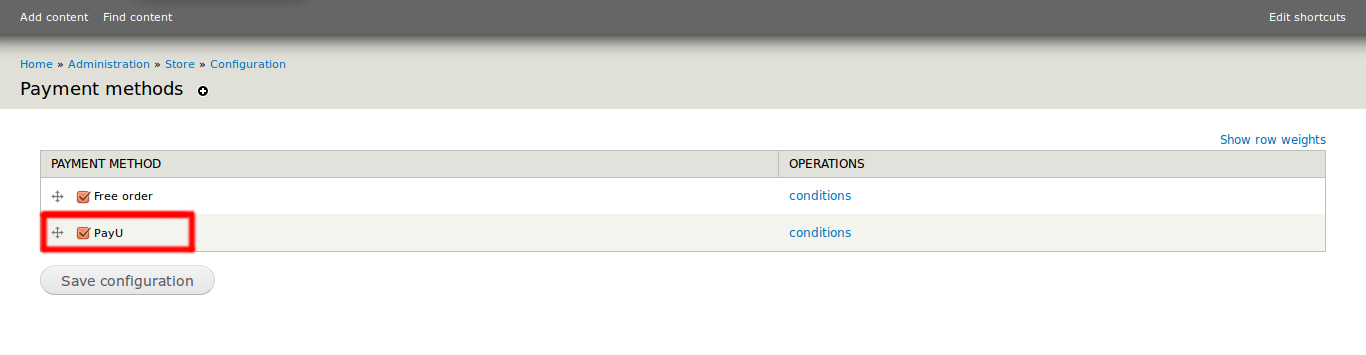 Add content Find content Edit shortcuts
Home » Administration » Store » Configuration
Payment methods
Show row weights
PAYMENT METHOD OPERATIONS
Free order conditions
PayU conditions
Save configuration